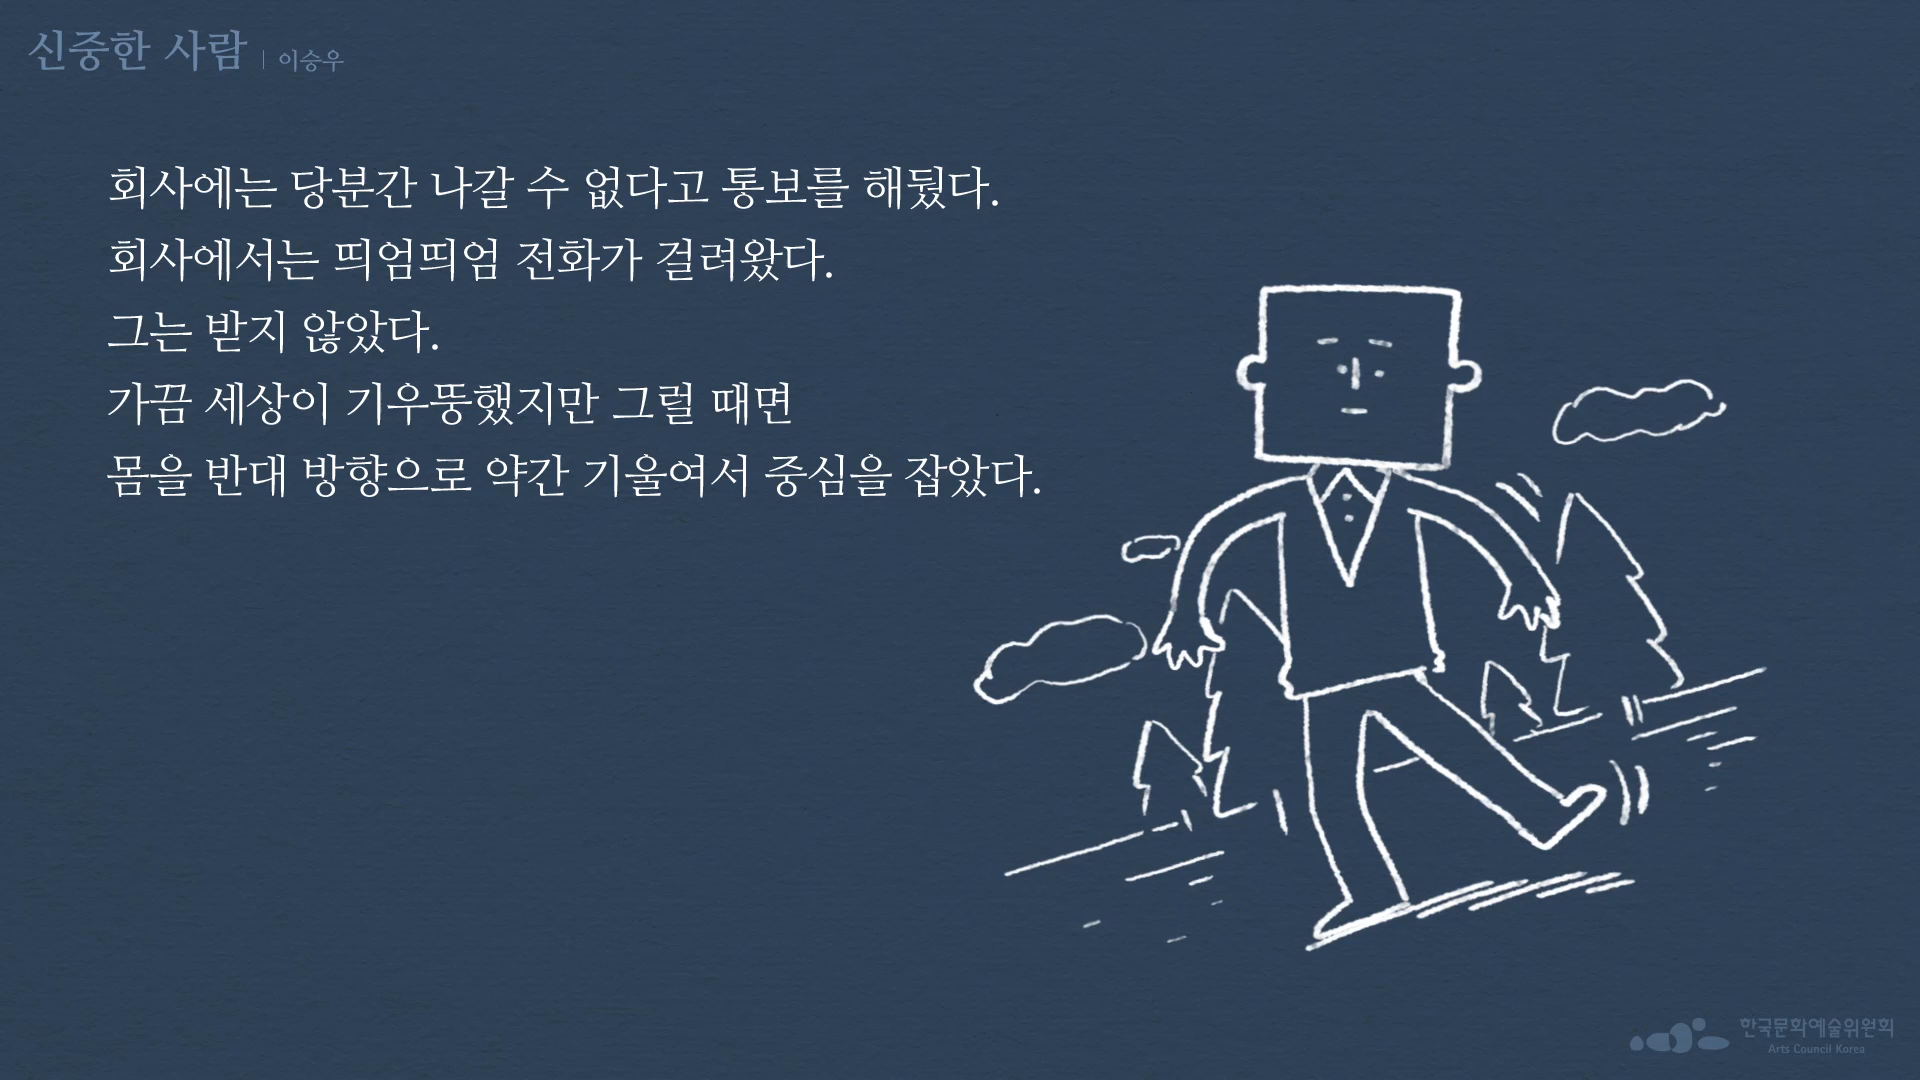 신중한 사람 | 이승우
회사에는 당분간 나갈 수 없다고 통보를 해뒀다.
회사에서는 띄엄띄엄 전화가 걸려왔다.
그는 받지 않았다.
가끔 세상이 기우뚱했지만 그럴 때면
몸을 반대 방향으로 약간 기울여서 중심을 잡았다.
한국문화예술위원회
Arts Council Korea